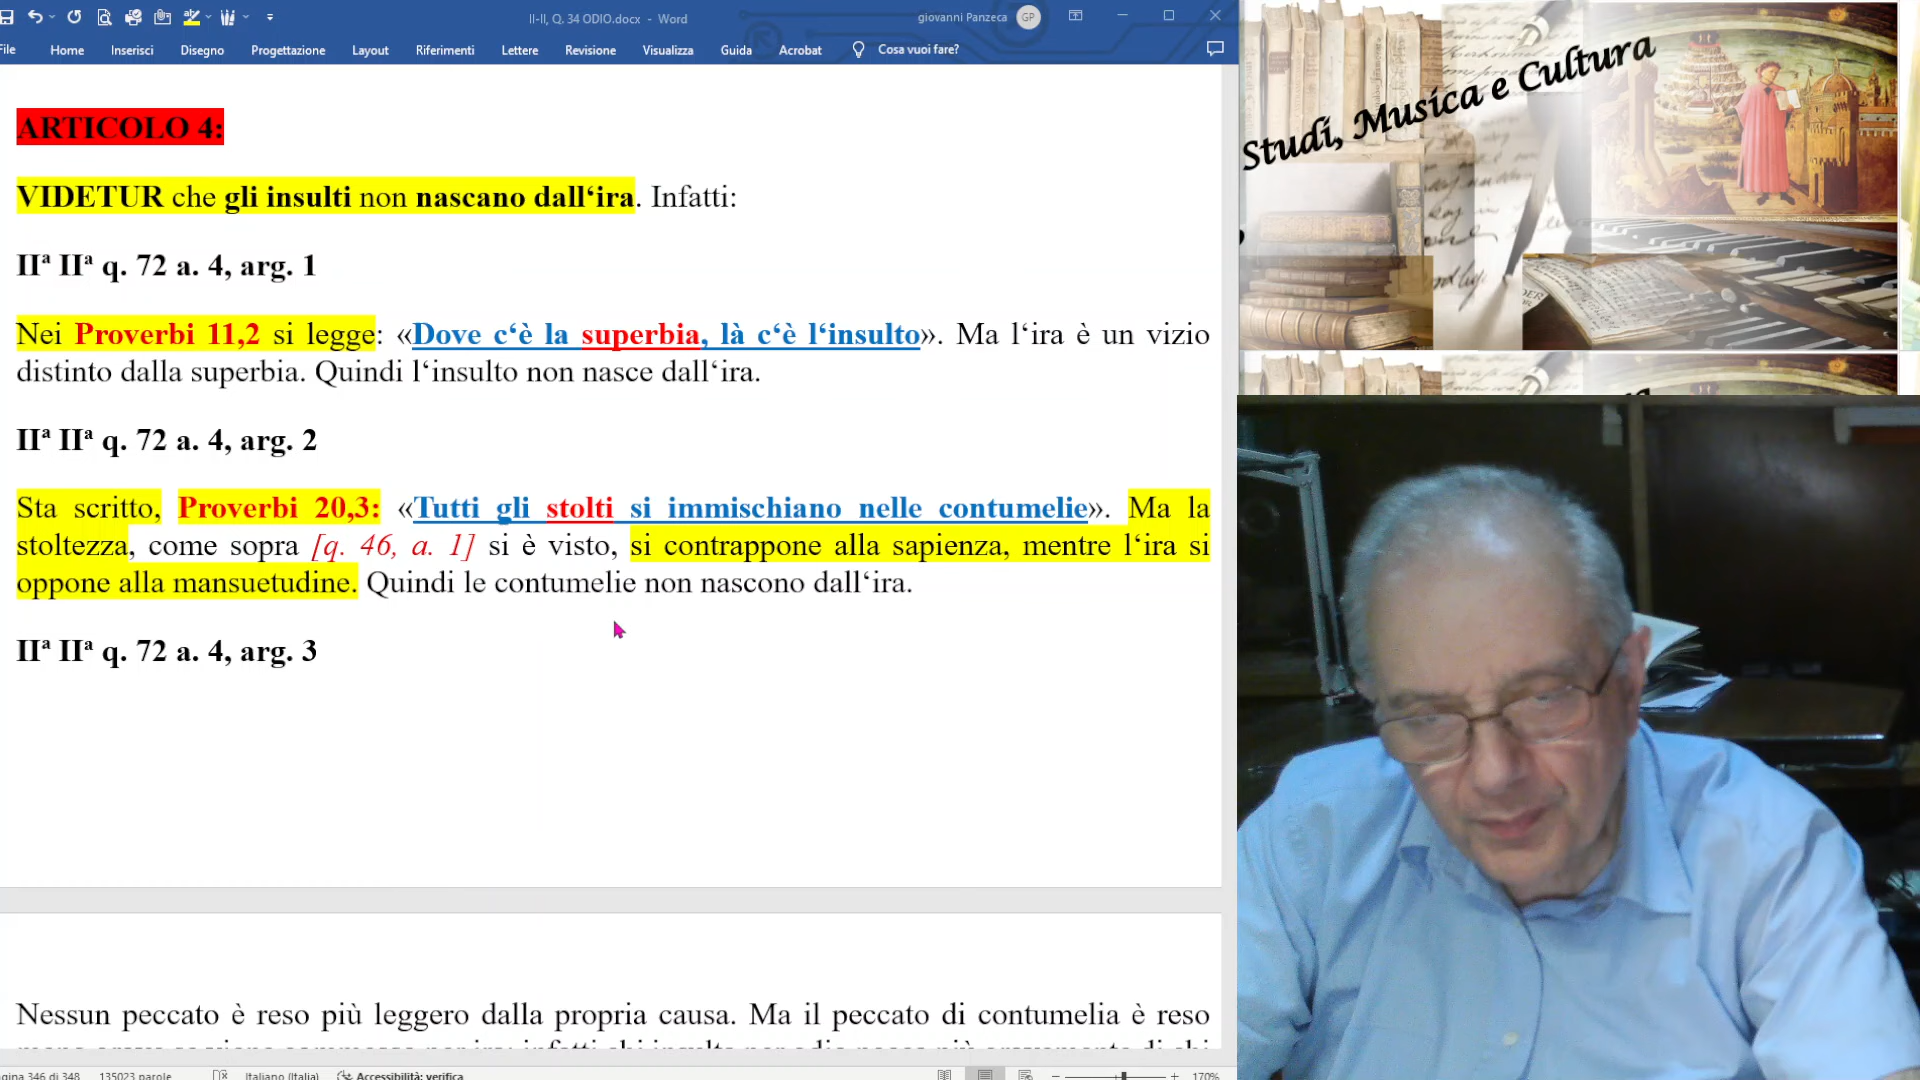 II-II, Q. 34 ODIO.docx - Word
giovanni Panzeca GP
File Home Inserisci Disegno Progettazione Layout Riferimenti Lettere Revisione Visualizza Guida Acrobat Cosa vuoi fare?
ARTICOLO 4:
VIDETUR che gli insulti non nascano dall‘ira. Infatti:
IIª IIª q. 72 a. 4, arg. 1
Nei Proverbi 11,2 si legge: «Dove c‘è la superbia, là c‘è l‘insulto». Ma l‘ira è un vizio
distinto dalla superbia. Quindi l‘insulto non nasce dall‘ira.
IIª IIª q. 72 a. 4, arg. 2
Sta scritto, Proverbi 20,3: «Tutti gli stolti si immischiano nelle contumelie». Ma la
stoltezza, come sopra [q. 46, a. 1] si è visto, si contrappone alla sapienza, mentre l‘ira si
oppone alla mansuetudine. Quindi le contumelie non nascono dall‘ira.
IIª IIª q. 72 a. 4, arg. 3
Nessun peccato è reso più leggero dalla propria causa. Ma il peccato di contumelia è reso
135023 parole Italiano (Italia) Accessibilità: verifica
170%
Studi, Musica e Cultura